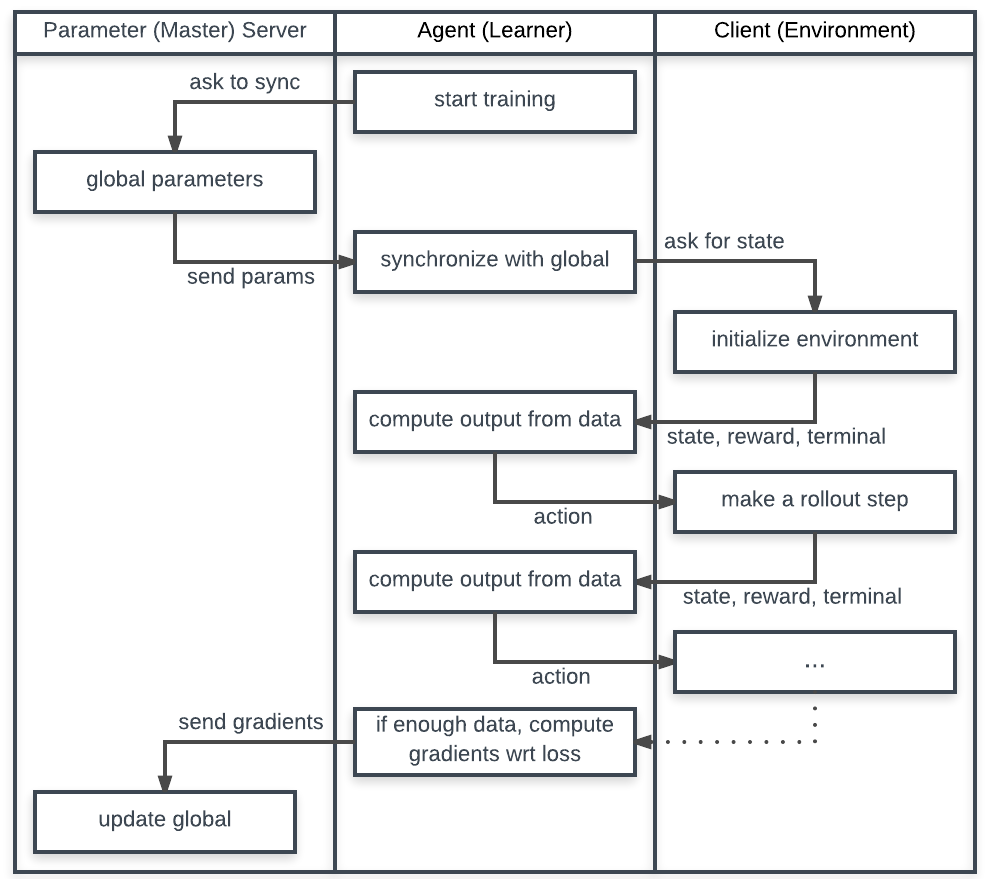 Parameter (Master) Server
Agent (Learner)
Client (Environment)
ask to sync
start training
global parameters
send params
synchronize with global
ask for state
initialize environment
state, reward, terminal
compute output from data
action
make a rollout step
state, reward, terminal
compute output from data
action
...
if enough data, compute
gradients wrt loss
send gradients
update global